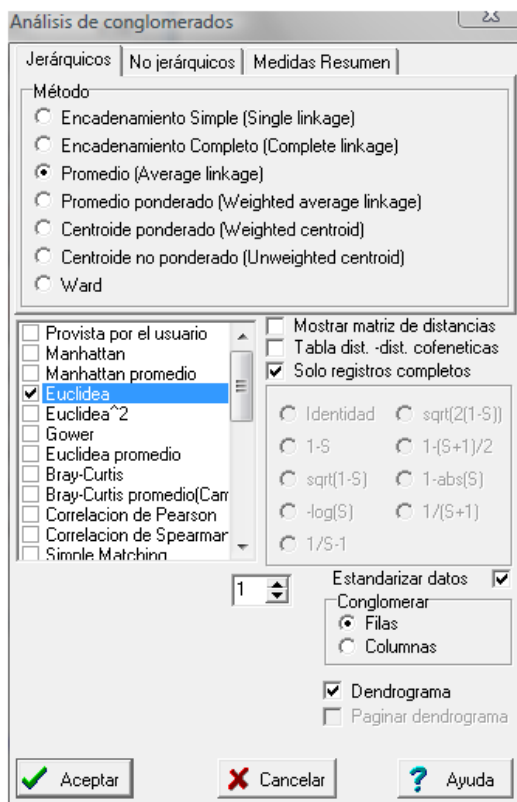 Análisis de conglomerados
Jerárquicos No jerárquicos Medidas Resumen
Método
Encadenamiento Simple (Single linkage)
Encadenamiento Completo (Complete linkage)
Promedio (Average linkage)
Promedio ponderado (Weighted average linkage)
Centroide ponderado (Weighted centroid)
Centroide no ponderado (Unweighted centroid)
Ward
Provista por el usuario
Manhattan
Manhattan promedio
Euclidea
Euclidea^2
Gower
Euclidea promedio
Bray-Curtis
Bray-Curtis promedio(Cam
Correlacion de Pearson
Correlacion de Spearmar
Simple Matching
Mostrar matriz de distancias
Tabla dist. -dist. cofeneticas
Solo registros completos
Identidad sqrt(2(1-S))
1-S 1-(S+1)/2
sqrt(1-S) 1-abs(S)
-log(S) 1/(S+1)
1/S-1
1
Estandarizar datos
Conglomerar
Filas
Columnas
Dendrograma
Paginar dendrograma
Aceptar Cancelar Ayuda